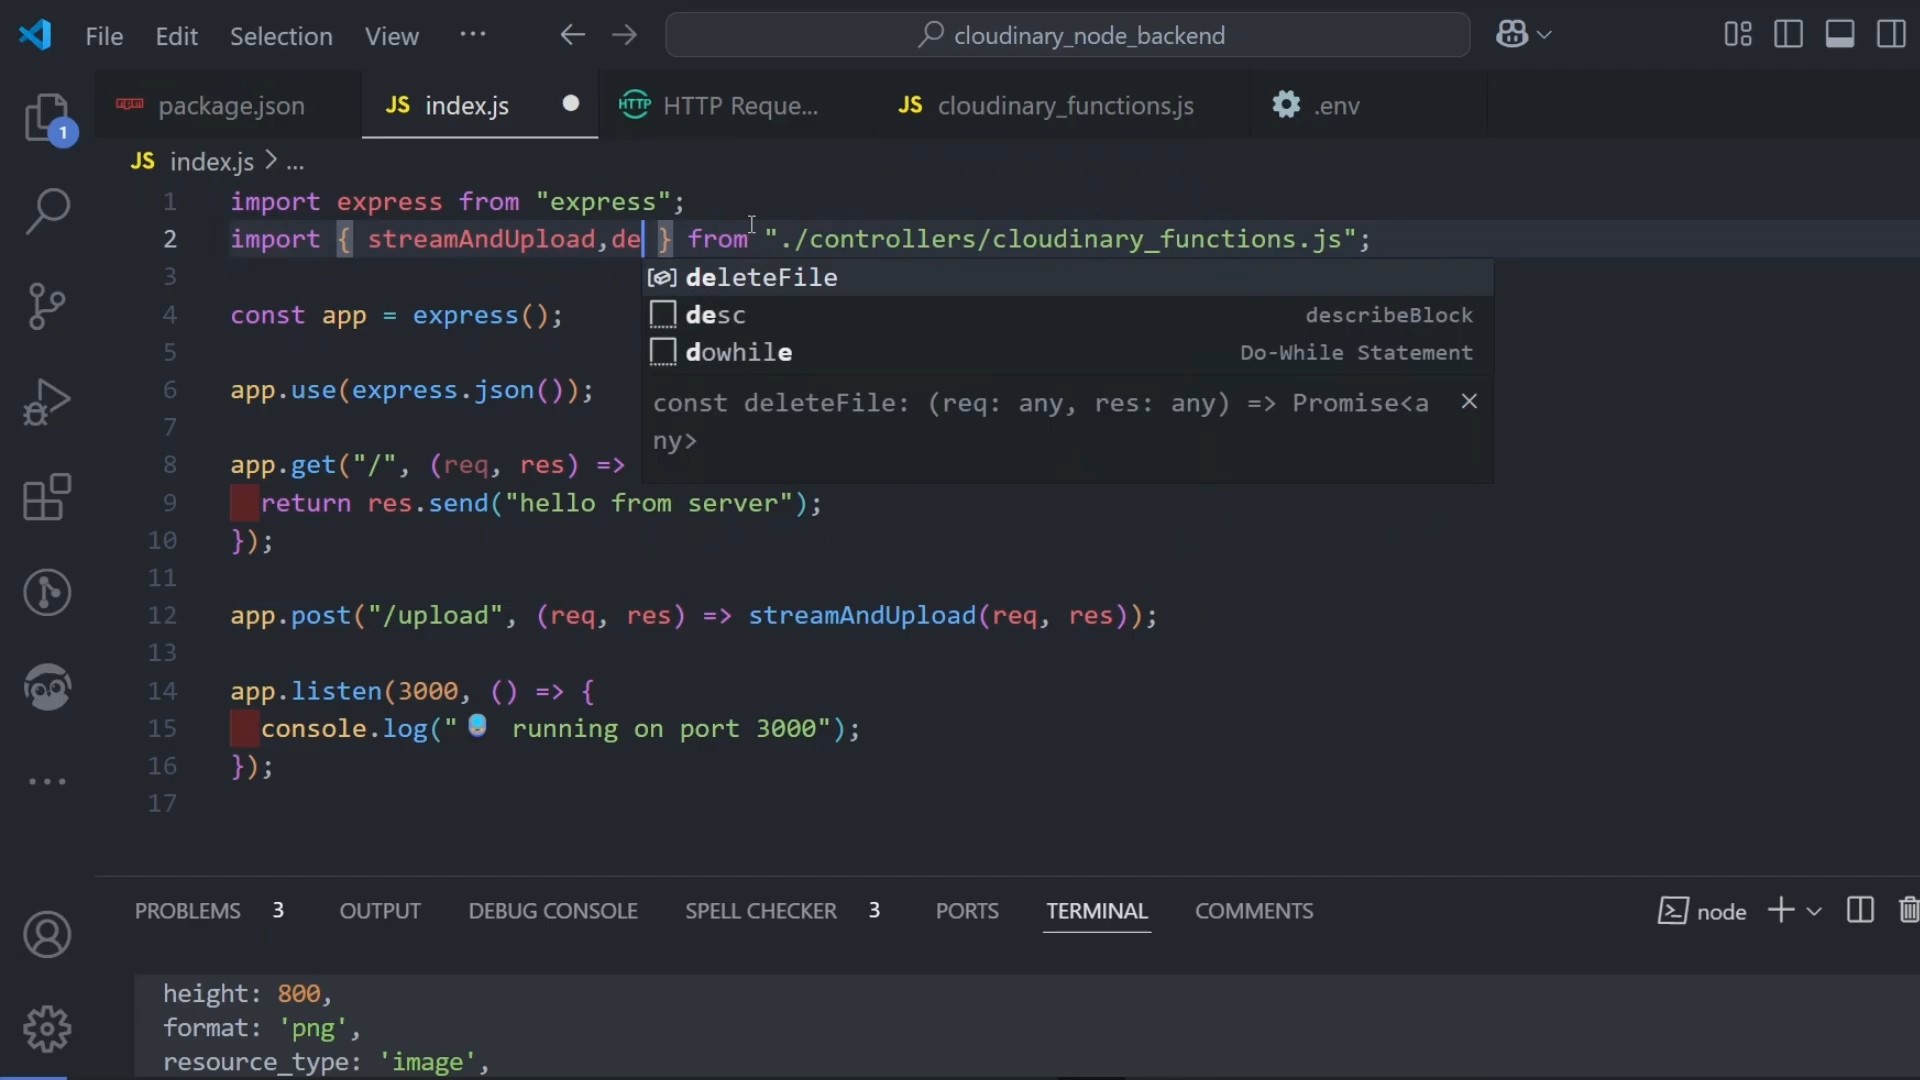 File Edit Selection View ... cloudinary_node_backend
package.json JS index.js HTTP HTTP Reque... JS cloudinary_functions.js .env
1
JS index.js > ...
1 import express from "express";
2 import { streamAndUpload,de } from "./controllers/cloudinary_functions.js";
3
deleteFile
4 const app = express();
desc describeBlock
5
dowhile Do-While Statement
6 app.use(express.json());
const deleteFile: (req: any, res: any) => Promise<a
ny>
7
8 app.get("/", (req, res) =>
9 return res.send("hello from server");
10 });
11
12 app.post("/upload", (req, res) => streamAndUpload(req, res));
13
14 app.listen(3000, () => {
15 console.log(" running on port 3000");
16 });
17
PROBLEMS 3 OUTPUT DEBUG CONSOLE SPELL CHECKER 3 PORTS TERMINAL COMMENTS node
height: 800,
format: 'png',
resource_type: 'image',